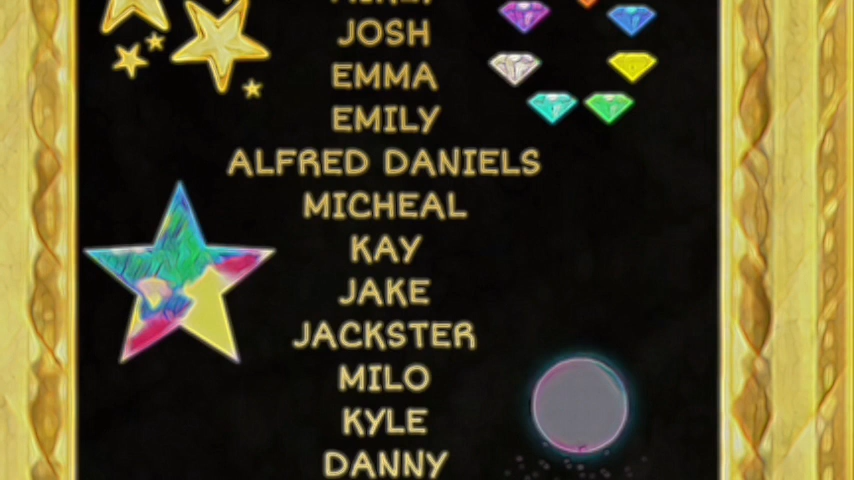 JOSH
EMMA
EMILY
ALFRED DANIELS
MICHEAL
KAY
JAKE
JACKSTER
MILO
KYLE
DANNY